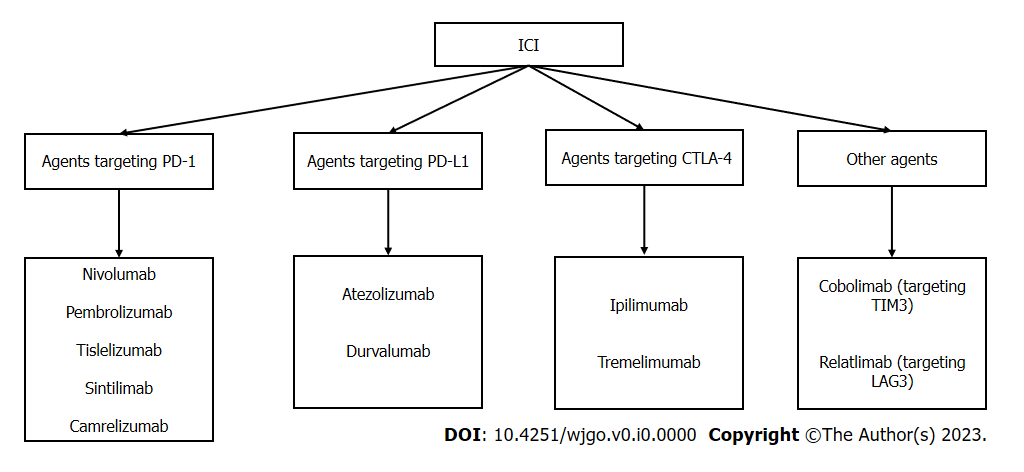 ICI
Agents targeting PD-1
Agents targeting PD-L1
Agents targeting CTLA-4
Other agents
Nivolumab
Pembrolizumab
Tislelizumab
Sintilimab
Camrelizumab
Atezolizumab
Durvalumab
Ipilimumab
Tremelimumab
Cobolimab (targeting
TIM3)
Relatlimab (targeting
LAG3)
DOI: 10.4251/wjgo.v0.i0.0000 Copyright ©The Author(s) 2023.